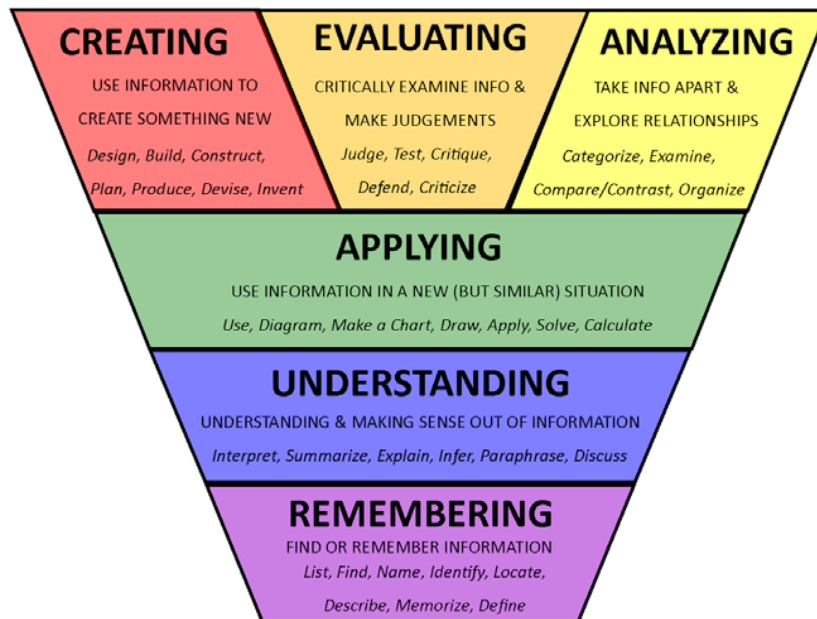 CREATING
USE INFORMATION TO
CREATE SOMETHING NEW
Design, Build, Construct,
Plan, Produce, Devise, Invent
EVALUATING
CRITICALLY EXAMINE INFO &
MAKE JUDGEMENTS
Judge, Test, Critique,
Defend, Criticize
ANALYZING
TAKE INFO APART &
EXPLORE RELATIONSHIPS
Categorize, Examine,
Compare/Contrast, Organize
APPLYING
USE INFORMATION IN A NEW (BUT SIMILAR) SITUATION
Use, Diagram, Make a Chart, Draw, Apply, Solve, Calculate
UNDERSTANDING
UNDERSTANDING & MAKING SENSE OUT OF INFORMATION
Interpret, Summarize, Explain, Infer, Paraphrase, Discuss
REMEMBERING
FIND OR REMEMBER INFORMATION
List, Find, Name, Identify, Locate,
Describe, Memorize, Define